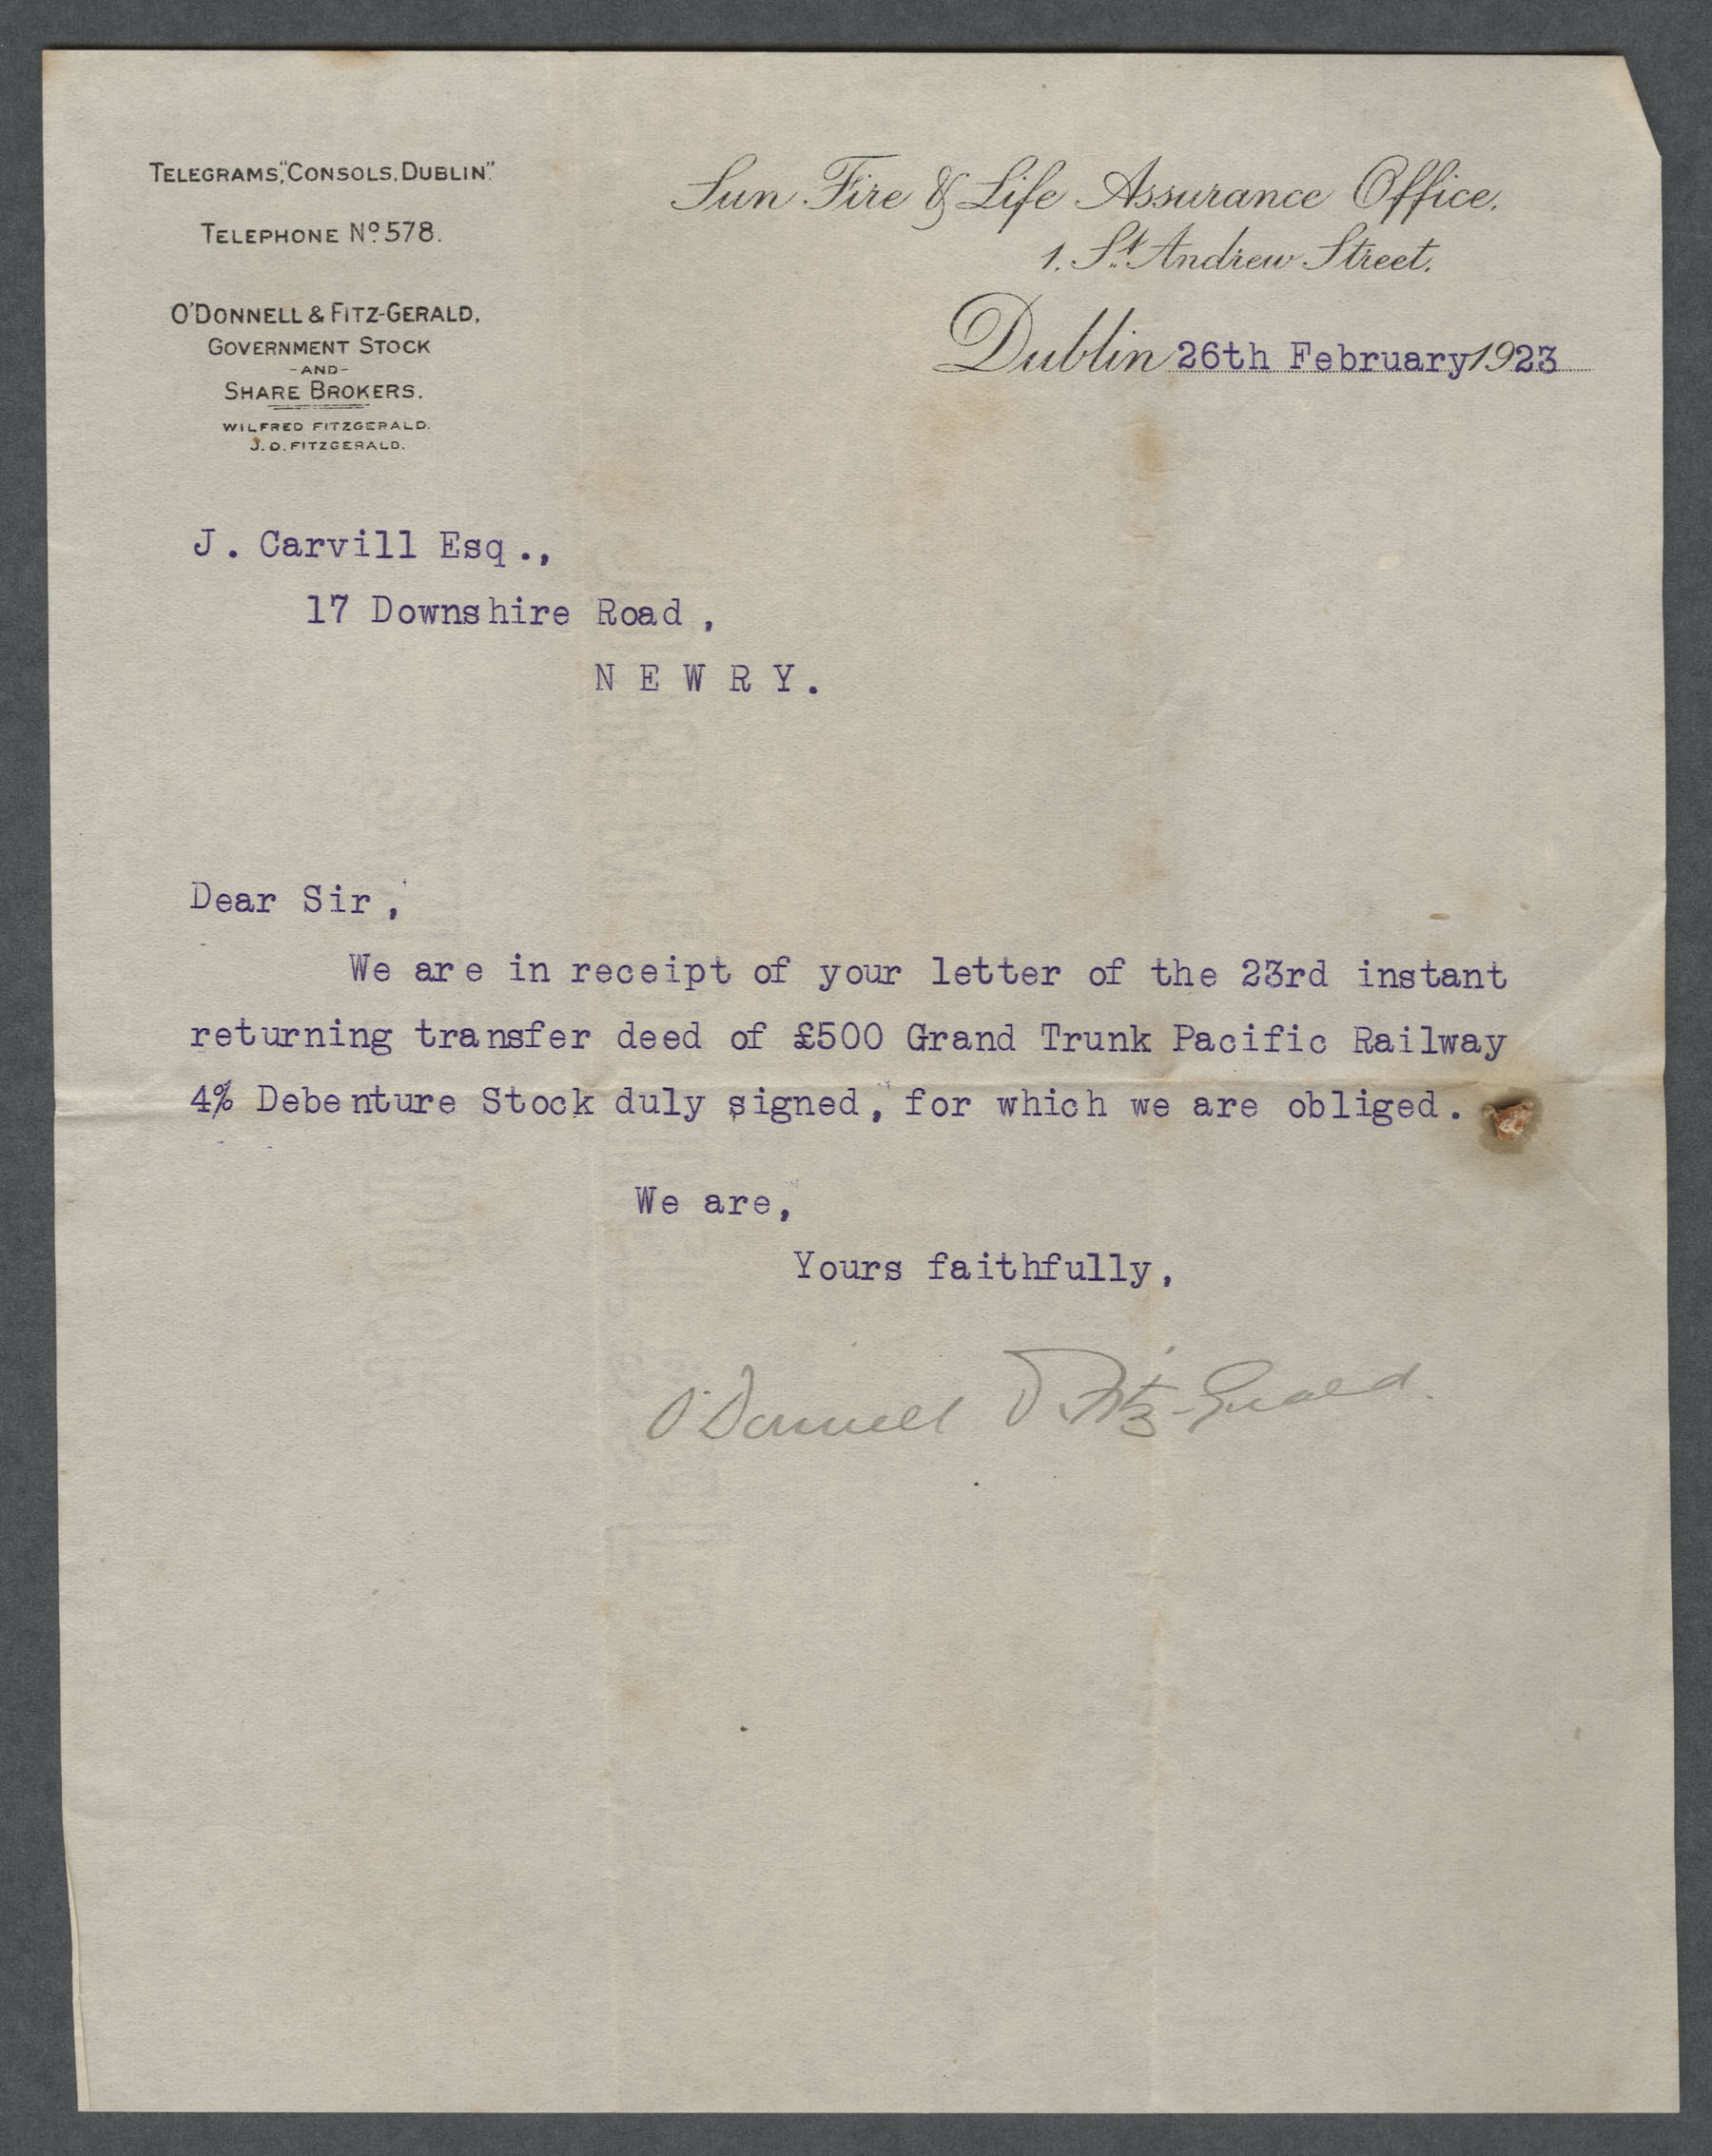 TELEGRAMS, "CONSOLS, DUBLIN".
TELEPHONE No. 578.
O'DONNELL & FITZ-GERALD,
GOVERNMENT STOCK
-AND-
SHARE BROKERS.
WILFRED FITZGERALD.
J. D. FITZGERALD.
Sun Fire & Life Assurance Office.
1. St. Andrew Street.
Dublin 26th February 1923
J. Carvill Esq.,
17 Downshire Road,
N E W R Y.
Dear Sir,
We are in receipt of your letter of the 23rd instant
returning transfer deed of £500 Grand Trunk Pacific Railway
4% Debenture Stock duly signed, for which we are obliged.
We are,
Yours faithfully,
O'Donnell & Fitz-Gerald.